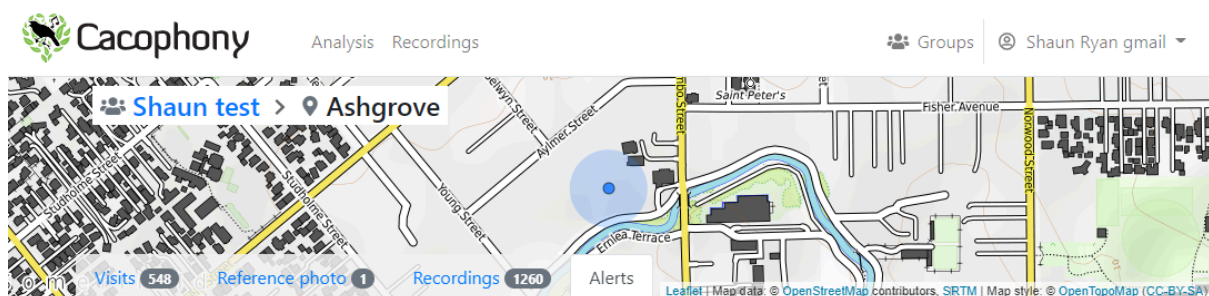 Cacophony Analysis Recordings Groups Shaun Ryan gmail
Shaun test > Ashgrove
Saint Peter's
Fisher Avenue
Aylmer Street
Norwood Street
Studholme Street
Studholme Street
Young Street
Ernlea Terrace
Visits 548 Reference photo 1 Recordings 1260 Alerts
Leaflet | Map data: © OpenStreetMap contributors, SRTM | Map style: © OpenTopoMap (CC-BY-SA)